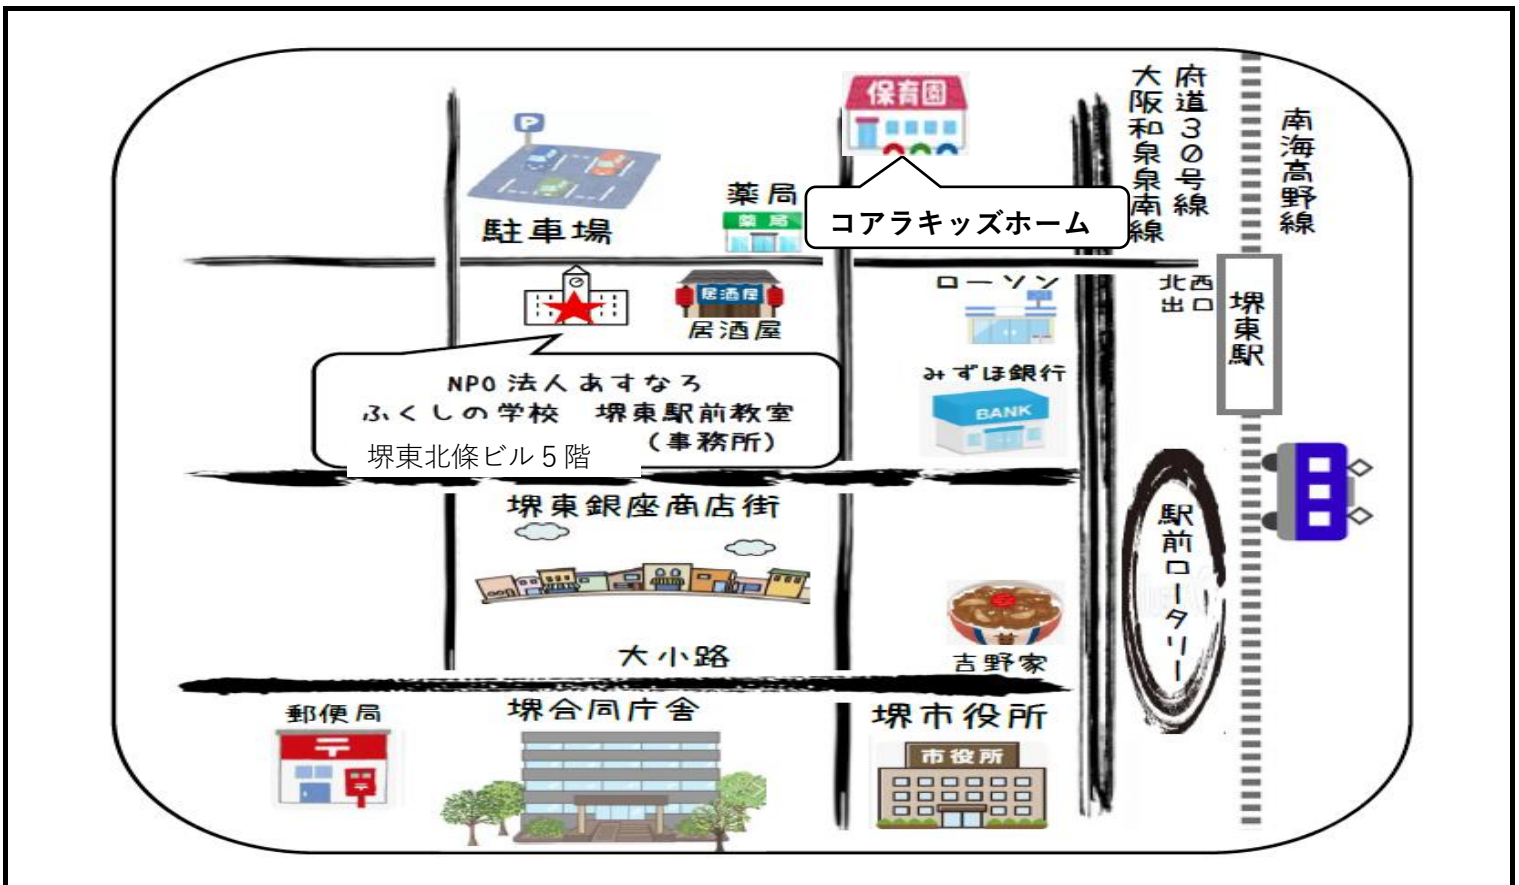 保育園
P
薬局
薬局
駐車場
コアラキッズホーム
府道30号線
大阪和泉泉南線
南海高野線
居酒屋
居酒屋
ローソン
北西
出口
堺東駅
NPO法人あすなろ
ふくしの学校 堺東駅前教室
(事務所)
堺東北條ビル5階
みずほ銀行
BANK
堺東銀座商店街
駅前ロータリー
吉野家
大小路
郵便局
〒
〒
堺合同庁舎
堺市役所
市役所